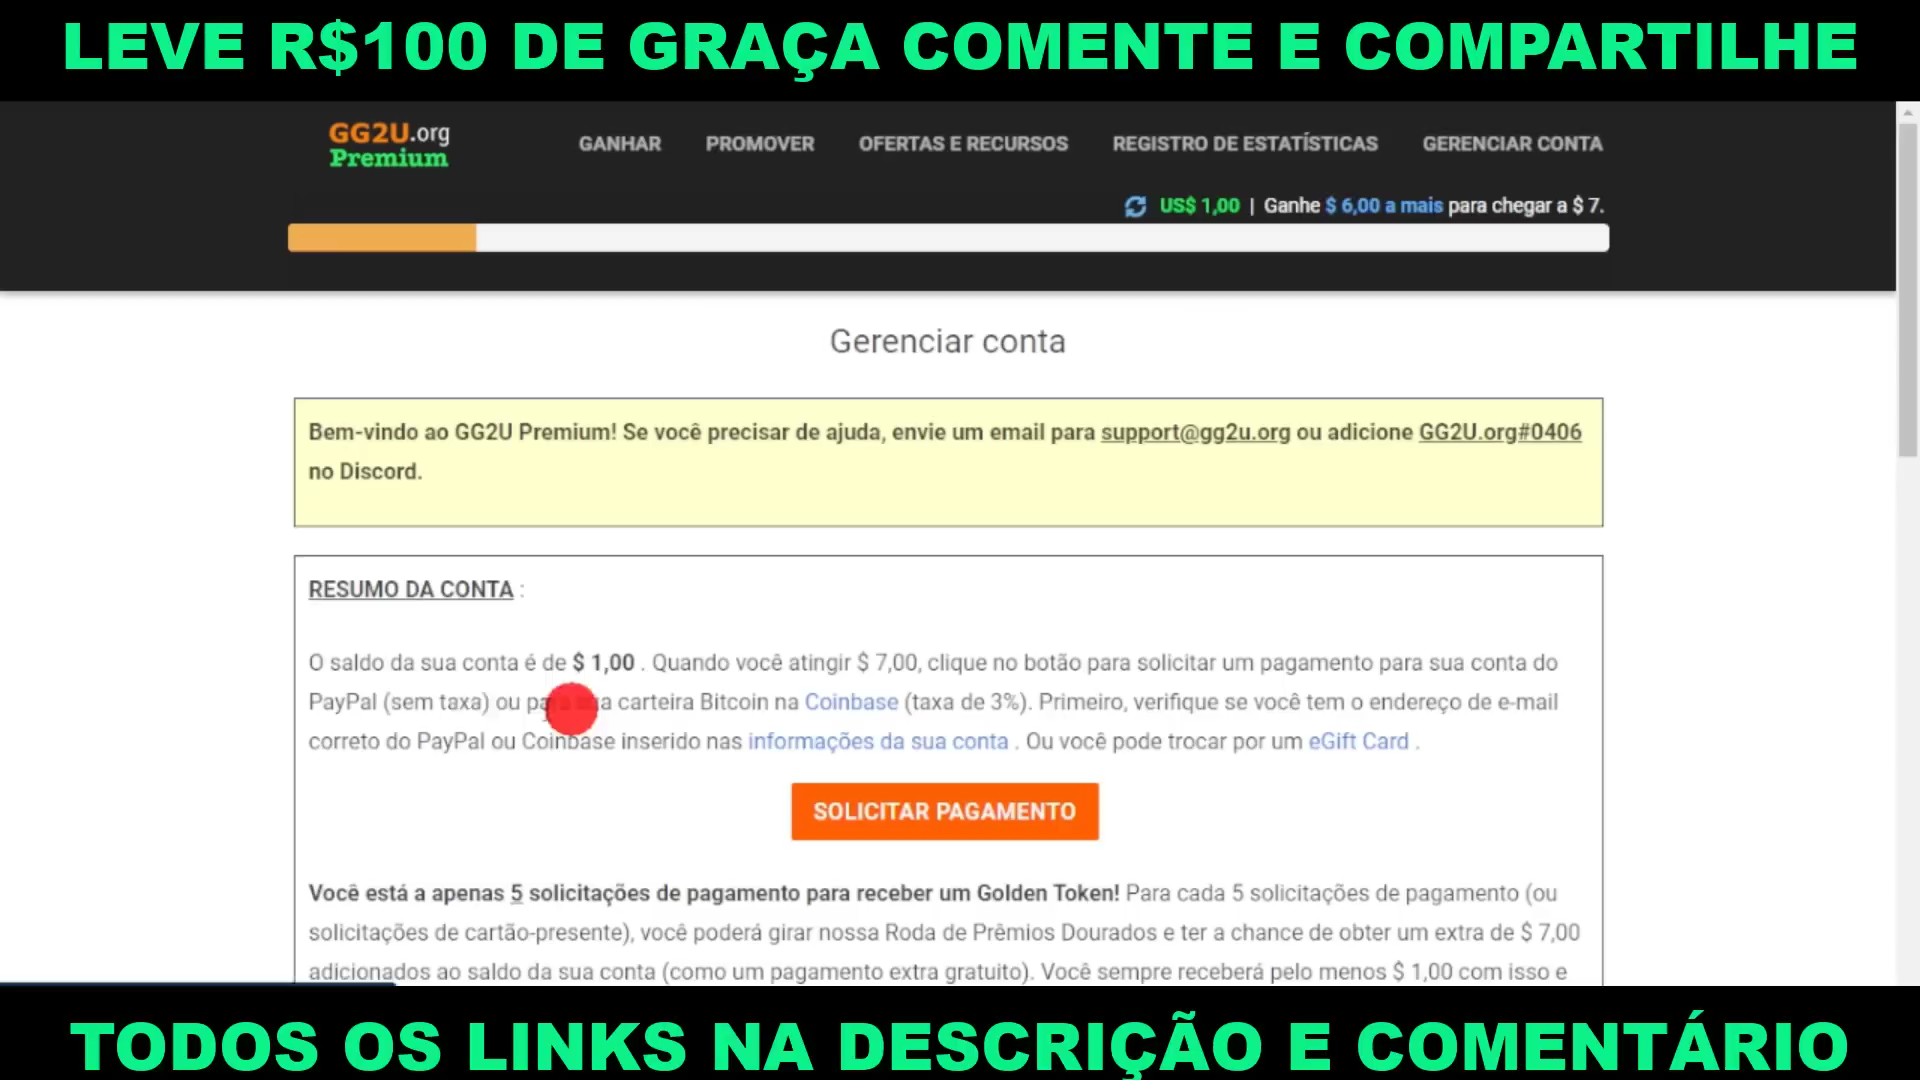 LEVE R$100 DE GRAÇA COMENTE E COMPARTILHE
GG2U.org
Premium
GANHAR PROMOVER OFERTAS E RECURSOS REGISTRO DE ESTATÍSTICAS GERENCIAR CONTA
US$ 1,00 | Ganhe $ 6,00 a mais para chegar a $ 7.
Gerenciar conta
Bem-vindo ao GG2U Premium! Se você precisar de ajuda, envie um email para support@gg2u.org ou adicione GG2U.org#0406
no Discord.
RESUMO DA CONTA :
O saldo da sua conta é de $ 1,00 . Quando você atingir $ 7,00, clique no botão para solicitar um pagamento para sua conta do
PayPal (sem taxa) ou para sua carteira Bitcoin na Coinbase (taxa de 3%). Primeiro, verifique se você tem o endereço de e-mail
correto do PayPal ou Coinbase inserido nas informações da sua conta . Ou você pode trocar por um eGift Card .
SOLICITAR PAGAMENTO
Você está a apenas 5 solicitações de pagamento para receber um Golden Token! Para cada 5 solicitações de pagamento (ou
solicitações de cartão-presente), você poderá girar nossa Roda de Prêmios Dourados e ter a chance de obter um extra de $ 7,00
adicionados ao saldo da sua conta (como um pagamento extra gratuito). Você sempre receberá pelo menos $ 1,00 com isso e
TODOS OS LINKS NA DESCRIÇÃO E COMENTÁRIO